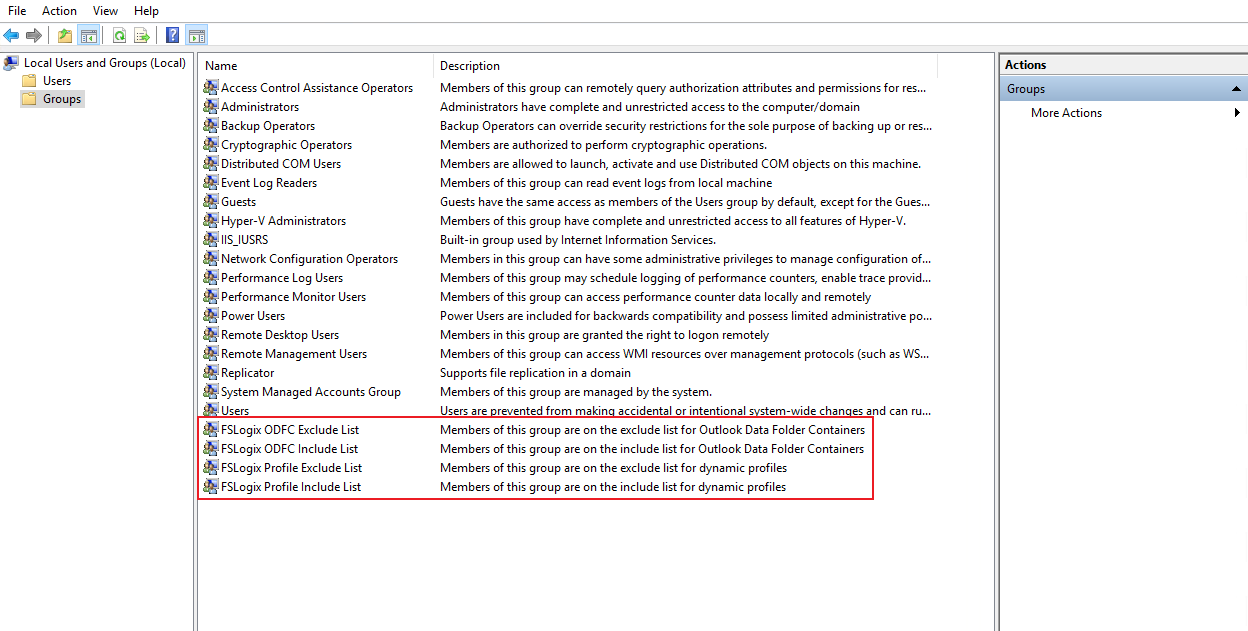 File Action View Help
Local Users and Groups (Local)
Users
Groups
Name Description
Access Control Assistance Operators Members of this group can remotely query authorization attributes and permissions for res...
Administrators Administrators have complete and unrestricted access to the computer/domain
Backup Operators Backup Operators can override security restrictions for the sole purpose of backing up or res...
Cryptographic Operators Members are authorized to perform cryptographic operations.
Distributed COM Users Members are allowed to launch, activate and use Distributed COM objects on this machine.
Event Log Readers Members of this group can read event logs from local machine
Guests Guests have the same access as members of the Users group by default, except for the Gues...
Hyper-V Administrators Members of this group have complete and unrestricted access to all features of Hyper-V.
IIS_IUSRS Built-in group used by Internet Information Services.
Network Configuration Operators Members in this group can have some administrative privileges to manage configuration of...
Performance Log Users Members of this group may schedule logging of performance counters, enable trace provid...
Performance Monitor Users Members of this group can access performance counter data locally and remotely
Power Users Power Users are included for backwards compatibility and possess limited administrative po...
Remote Desktop Users Members in this group are granted the right to logon remotely
Remote Management Users Members of this group can access WMI resources over management protocols (such as WS...
Replicator Supports file replication in a domain
System Managed Accounts Group Members of this group are managed by the system.
Users Users are prevented from making accidental or intentional system-wide changes and can ru...
FSLogix ODFC Exclude List Members of this group are on the exclude list for Outlook Data Folder Containers
FSLogix ODFC Include List Members of this group are on the include list for Outlook Data Folder Containers
FSLogix Profile Exclude List Members of this group are on the exclude list for dynamic profiles
FSLogix Profile Include List Members of this group are on the include list for dynamic profiles
Actions
Groups
More Actions